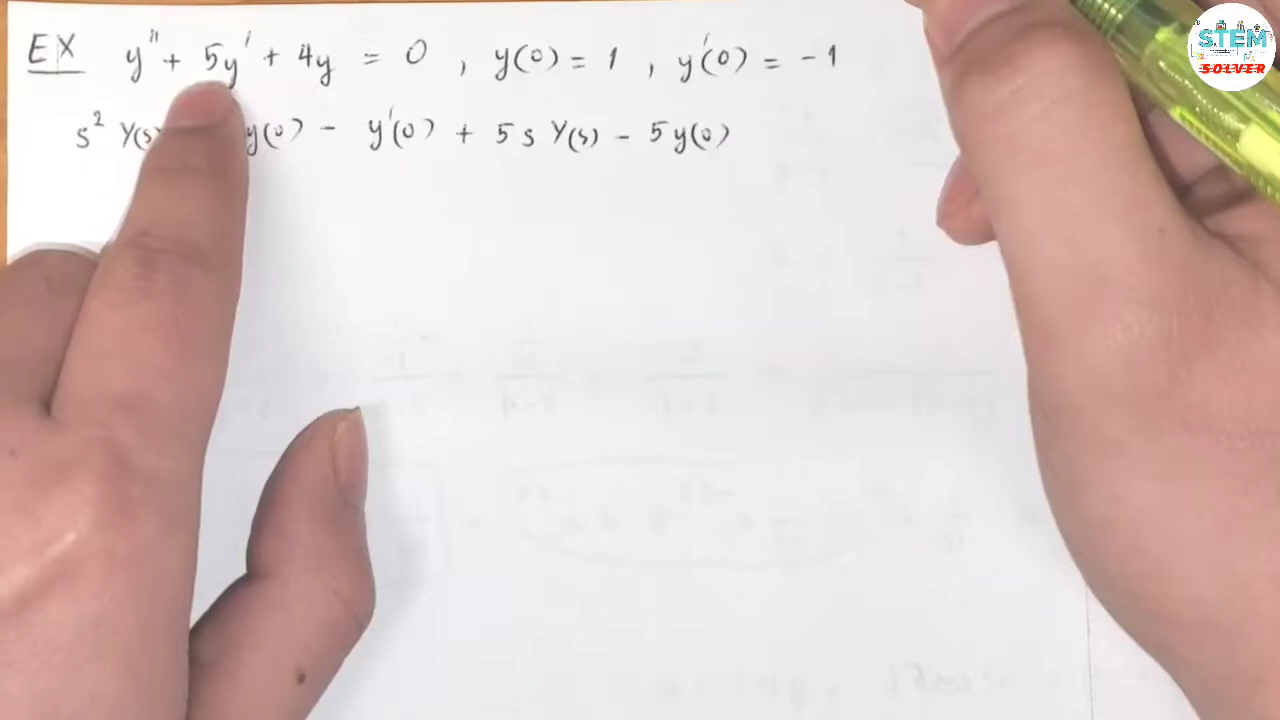 EX y'' + 5y' + 4y = 0 , y(0) = 1 , y'(0) = -1
s² Y(s) y(0) - y'(0) + 5 s Y(s) - 5 y(0)
STEM
SOLVER